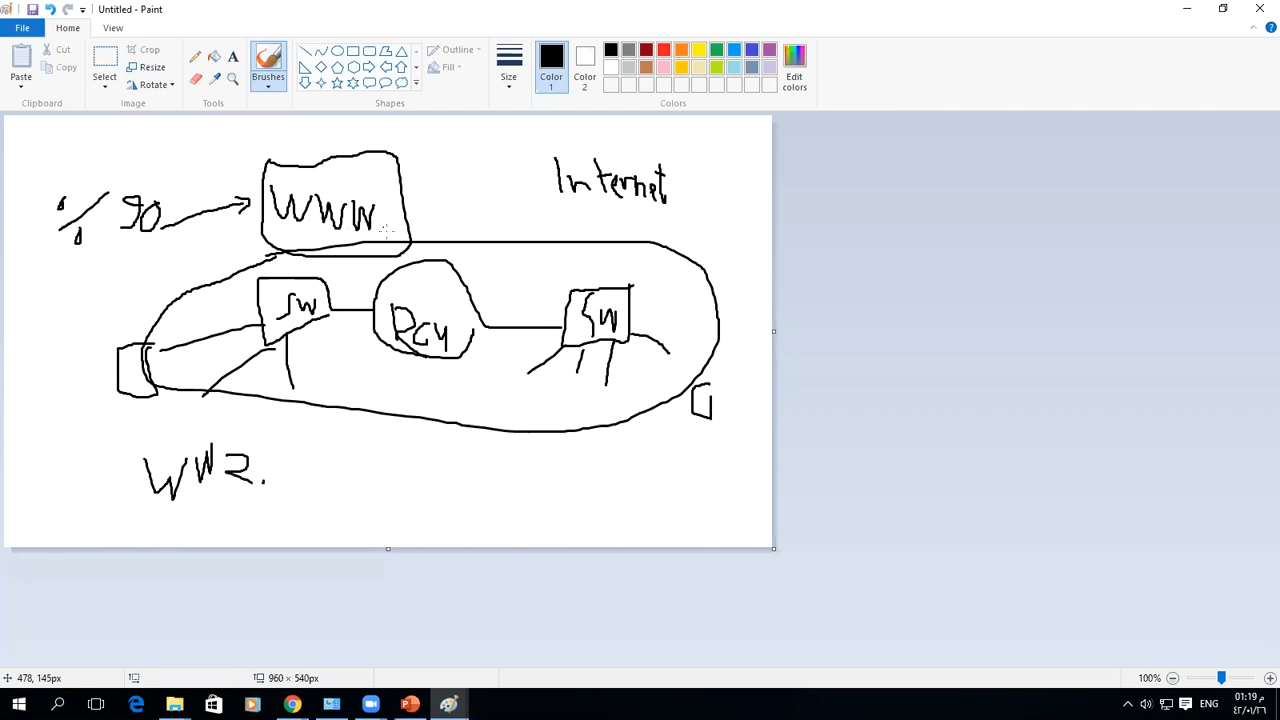 Untitled - Paint
File
Home
View
Paste
Cut
Copy
Clipboard
Select
Crop
Resize
Rotate
Image
A
Tools
Brushes
Shapes
Outline
Fill
Size
Color 1
Color 2
Edit colors
Colors
Internet
% 90
WWW
SW
SW
WW2.
478, 145px
960 × 540px
100%
ENG
01:19 م